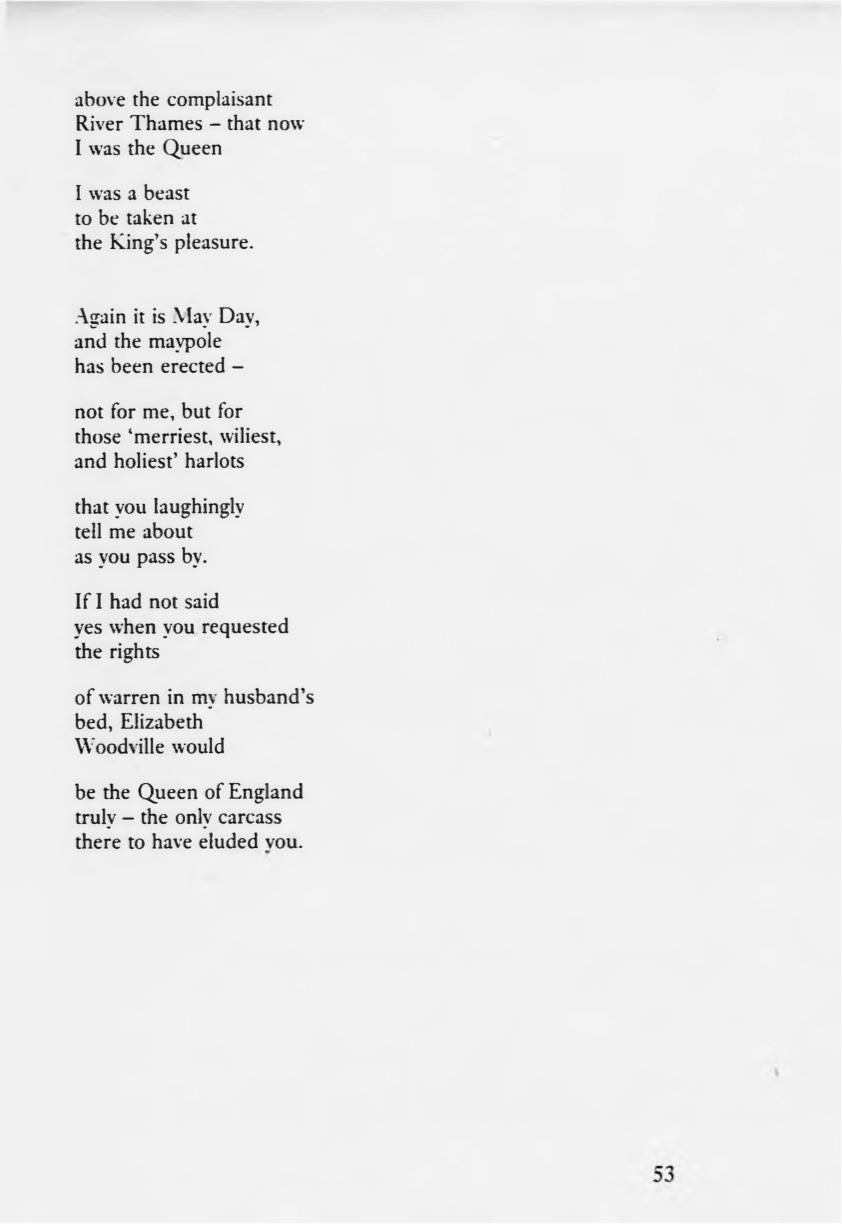 above the complaisant
River Thames – that now
I was the Queen

I was a beast
to be taken at
the King's pleasure.

Again it is May Day,
and the maypole
has been erected –

not for me, but for
those ‘merriest, wiliest,
and holiest’ harlots

that you laughingly
tell me about
as you pass by.

If I had not said
yes when you requested
the rights

of warren in my husband's
bed, Elizabeth
Woodville would

be the Queen of England
truly – the only carcass
there to have eluded you.

53